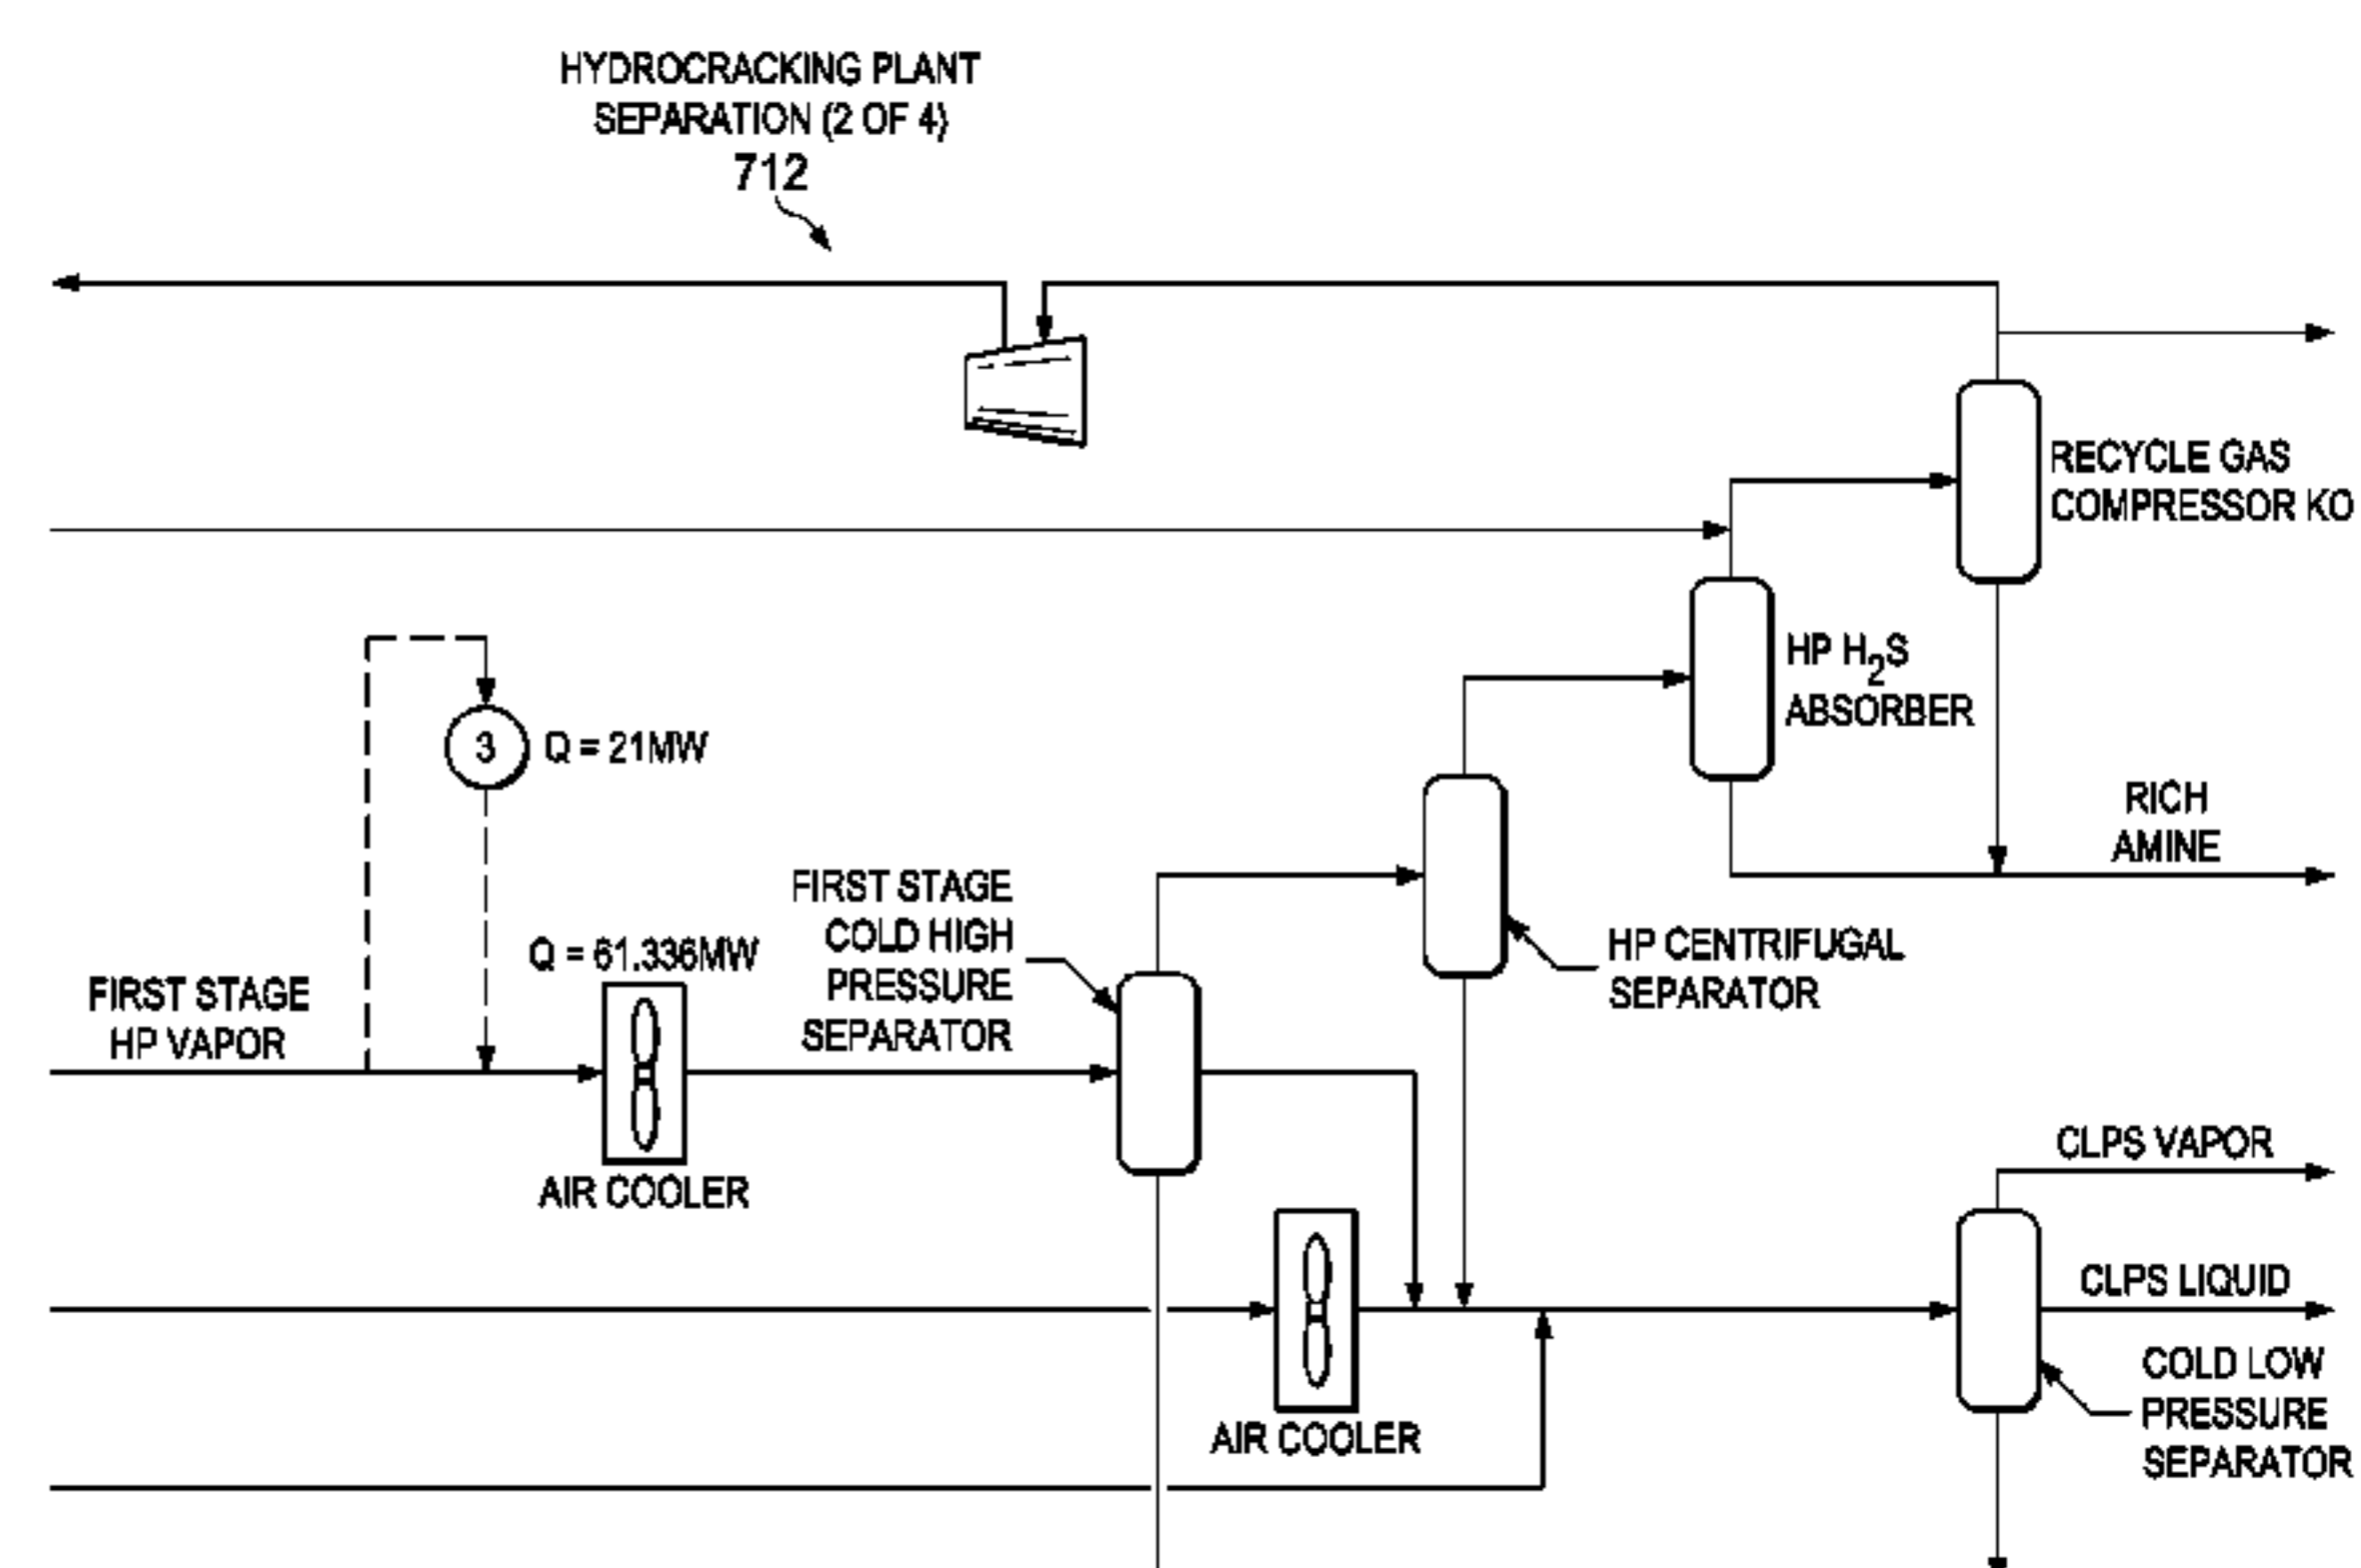 HYDROCRACKING PLANT
SEPARATION (2 OF 4)
712
RECYCLE GAS
COMPRESSOR KO
HP H₂S
ABSORBER
3
Q = 21MW
RICH
AMINE
FIRST STAGE
COLD HIGH
PRESSURE
SEPARATOR
HP CENTRIFUGAL
SEPARATOR
Q = 61.336MW
FIRST STAGE
HP VAPOR
AIR COOLER
CLPS VAPOR
CLPS LIQUID
COLD LOW
PRESSURE
SEPARATOR
AIR COOLER